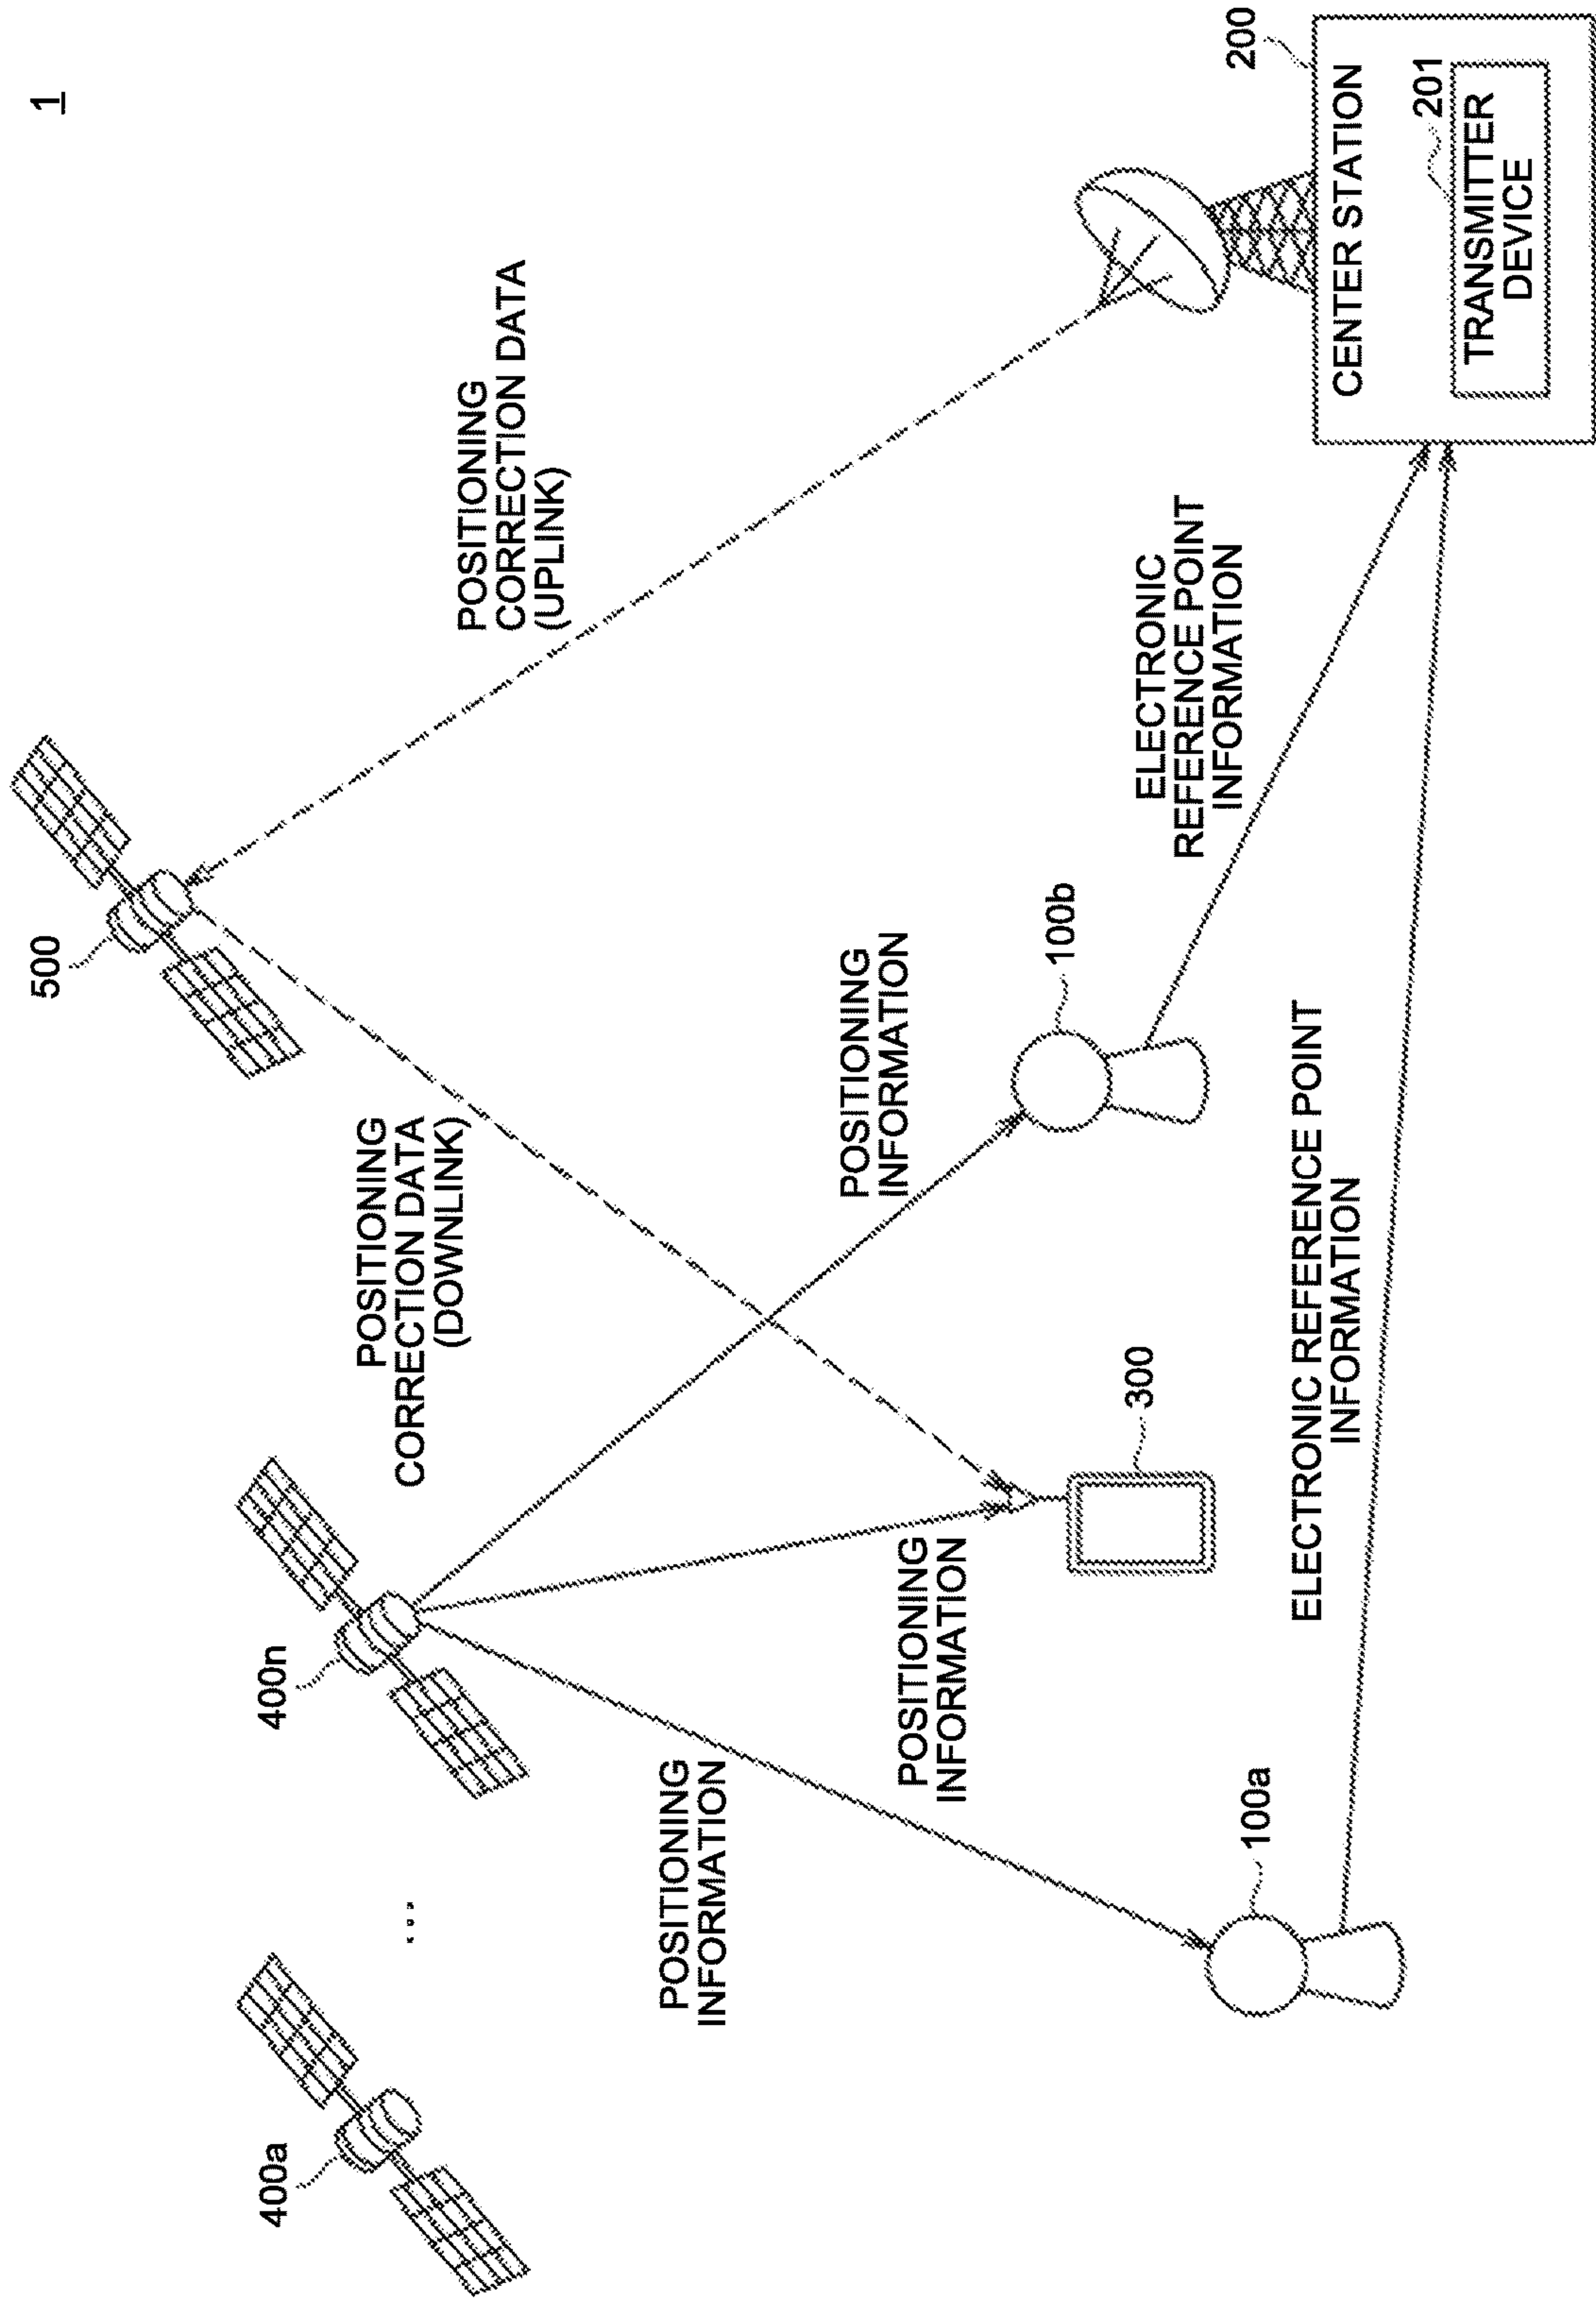 1
500
400a
...
400n
POSITIONING
CORRECTION DATA
(DOWNLINK)
POSITIONING
CORRECTION DATA
(UPLINK)
POSITIONING
INFORMATION
POSITIONING
INFORMATION
POSITIONING
INFORMATION
100a
300
100b
ELECTRONIC
REFERENCE POINT
INFORMATION
ELECTRONIC REFERENCE POINT
INFORMATION
200
CENTER STATION
201
TRANSMITTER
DEVICE